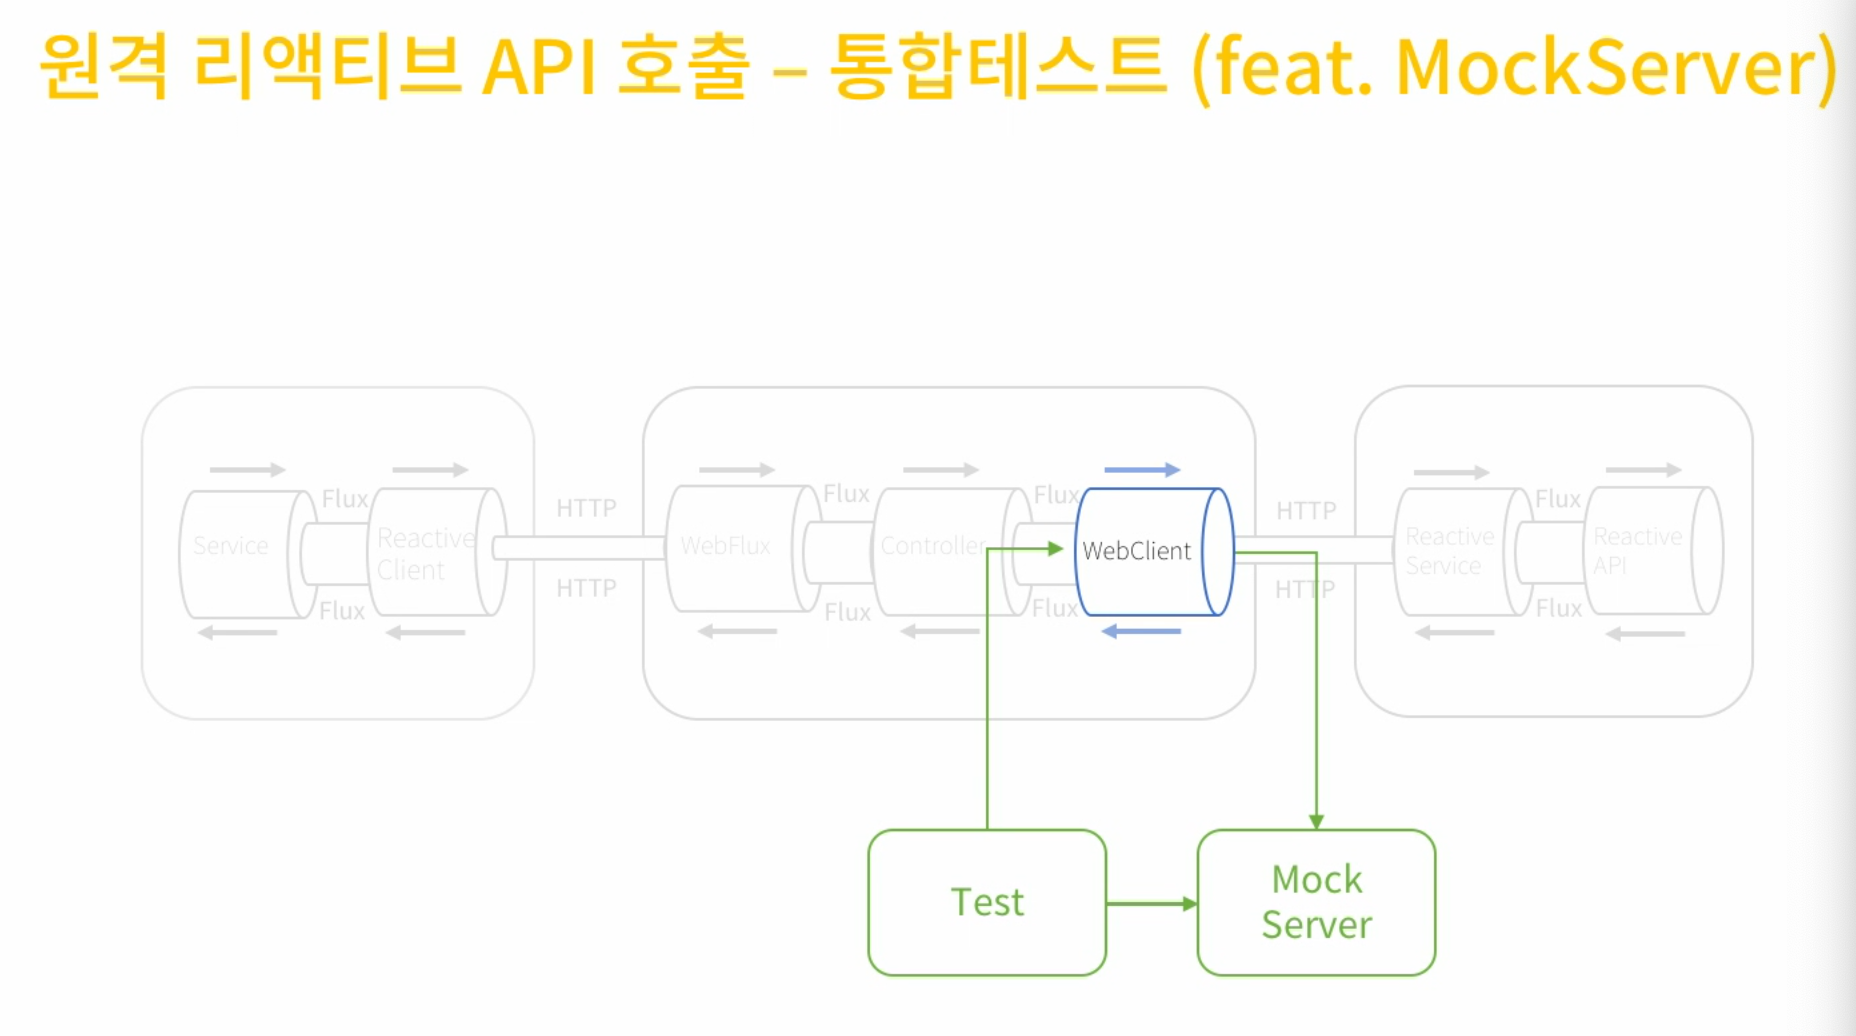 원격 리액티브 API 호출 – 통합테스트 (feat. MockServer)
Flux
Flux
Flux
Flux
HTTP
HTTP
Service
Reactive
Client
WebFlux
Controller
WebClient
Reactive
Service
Reactive
API
Flux
HTTP
Flux
Flux
HTTP
Flux
Test
Mock
Server